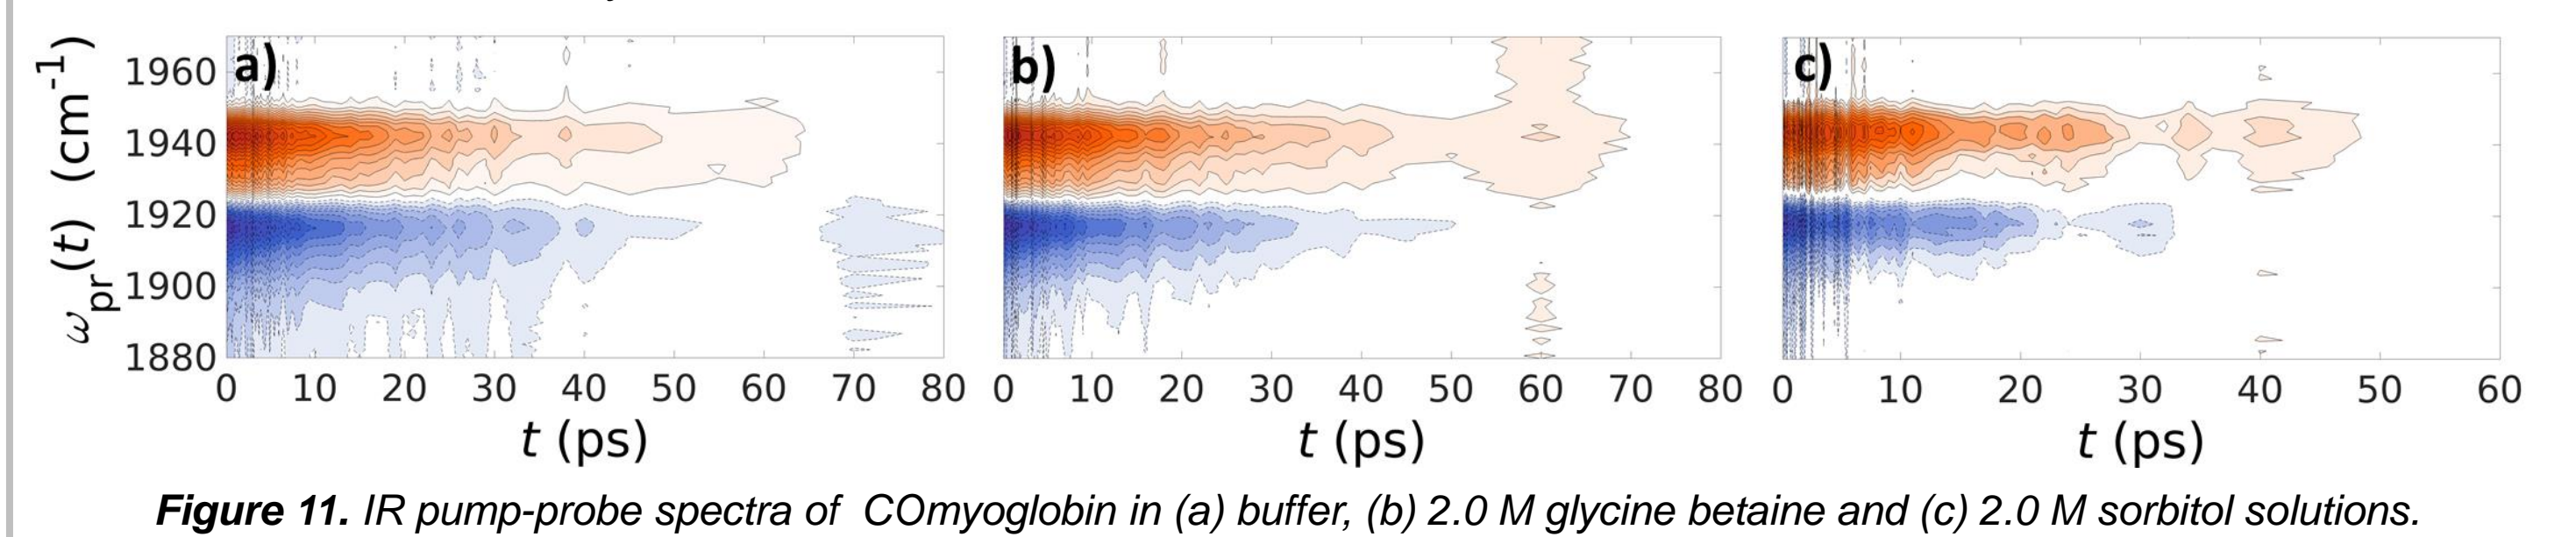 a)
b)
c)
ωpr(t) (cm-1)
1960
1940
1920
1900
1880
0 10 20 30 40 50 60 70 80
0 10 20 30 40 50 60 70 80
0 10 20 30 40 50 60
t (ps)
t (ps)
t (ps)
Figure 11. IR pump-probe spectra of COmyoglobin in (a) buffer, (b) 2.0 M glycine betaine and (c) 2.0 M sorbitol solutions.